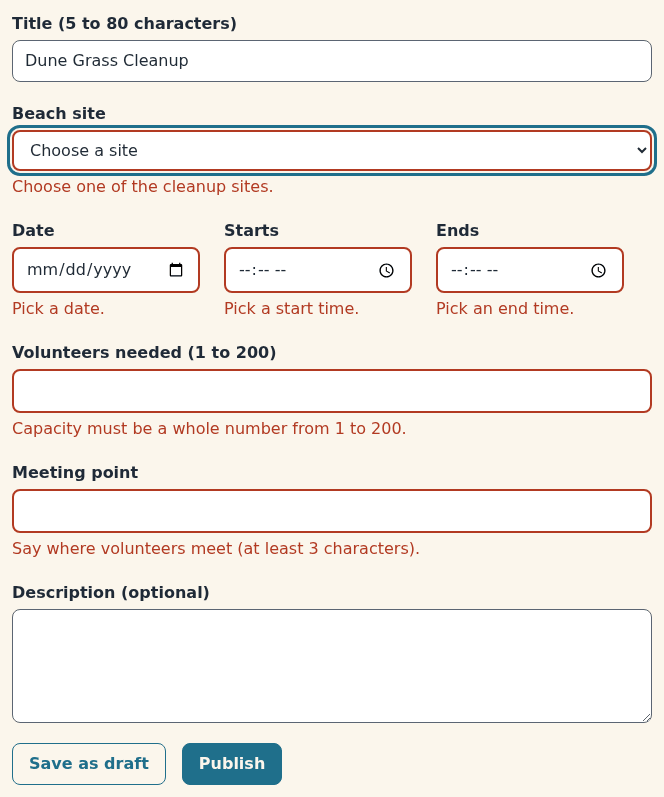 Title (5 to 80 characters)
Dune Grass Cleanup
Beach site
Choose a site
Choose one of the cleanup sites.
Date Starts Ends
mm/dd/yyyy --:-- -- --:-- --
Pick a date. Pick a start time. Pick an end time.
Volunteers needed (1 to 200)
Capacity must be a whole number from 1 to 200.
Meeting point
Say where volunteers meet (at least 3 characters).
Description (optional)
Save as draft Publish